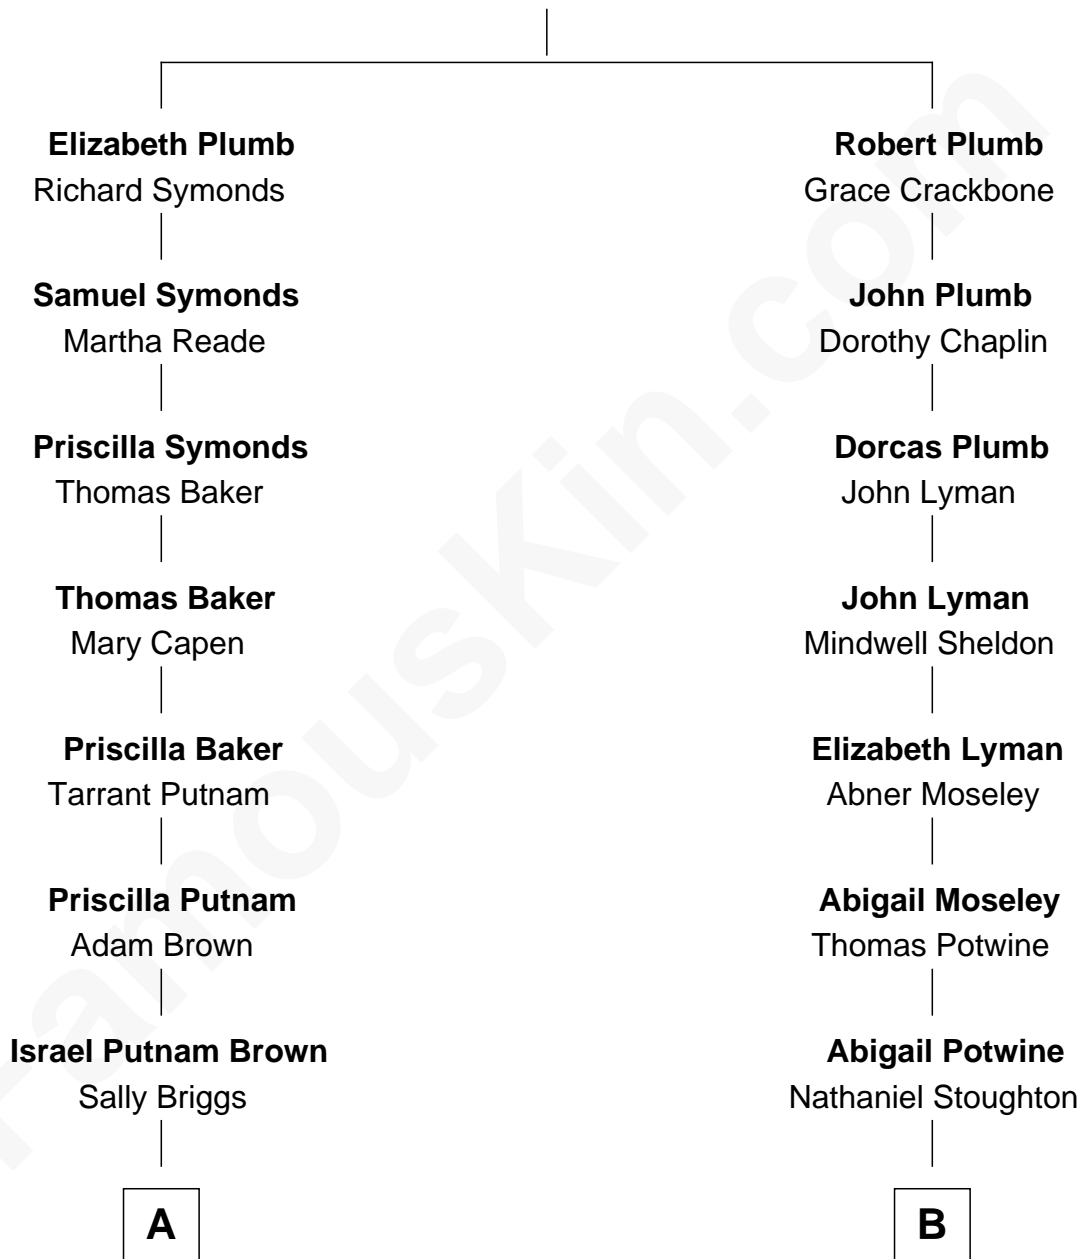 Elizabeth Plumb
Richard Symonds
Robert Plumb
Grace Crackbone
Samuel Symonds
Martha Reade
John Plumb
Dorothy Chaplin
Priscilla Symonds
Thomas Baker
Dorcas Plumb
John Lyman
Thomas Baker
Mary Capen
John Lyman
Mindwell Sheldon
Priscilla Baker
Tarrant Putnam
Elizabeth Lyman
Abner Moseley
Priscilla Putnam
Adam Brown
Abigail Moseley
Thomas Potwine
Israel Putnam Brown
Sally Briggs
Abigail Potwine
Nathaniel Stoughton
A
B
FamousKin.com